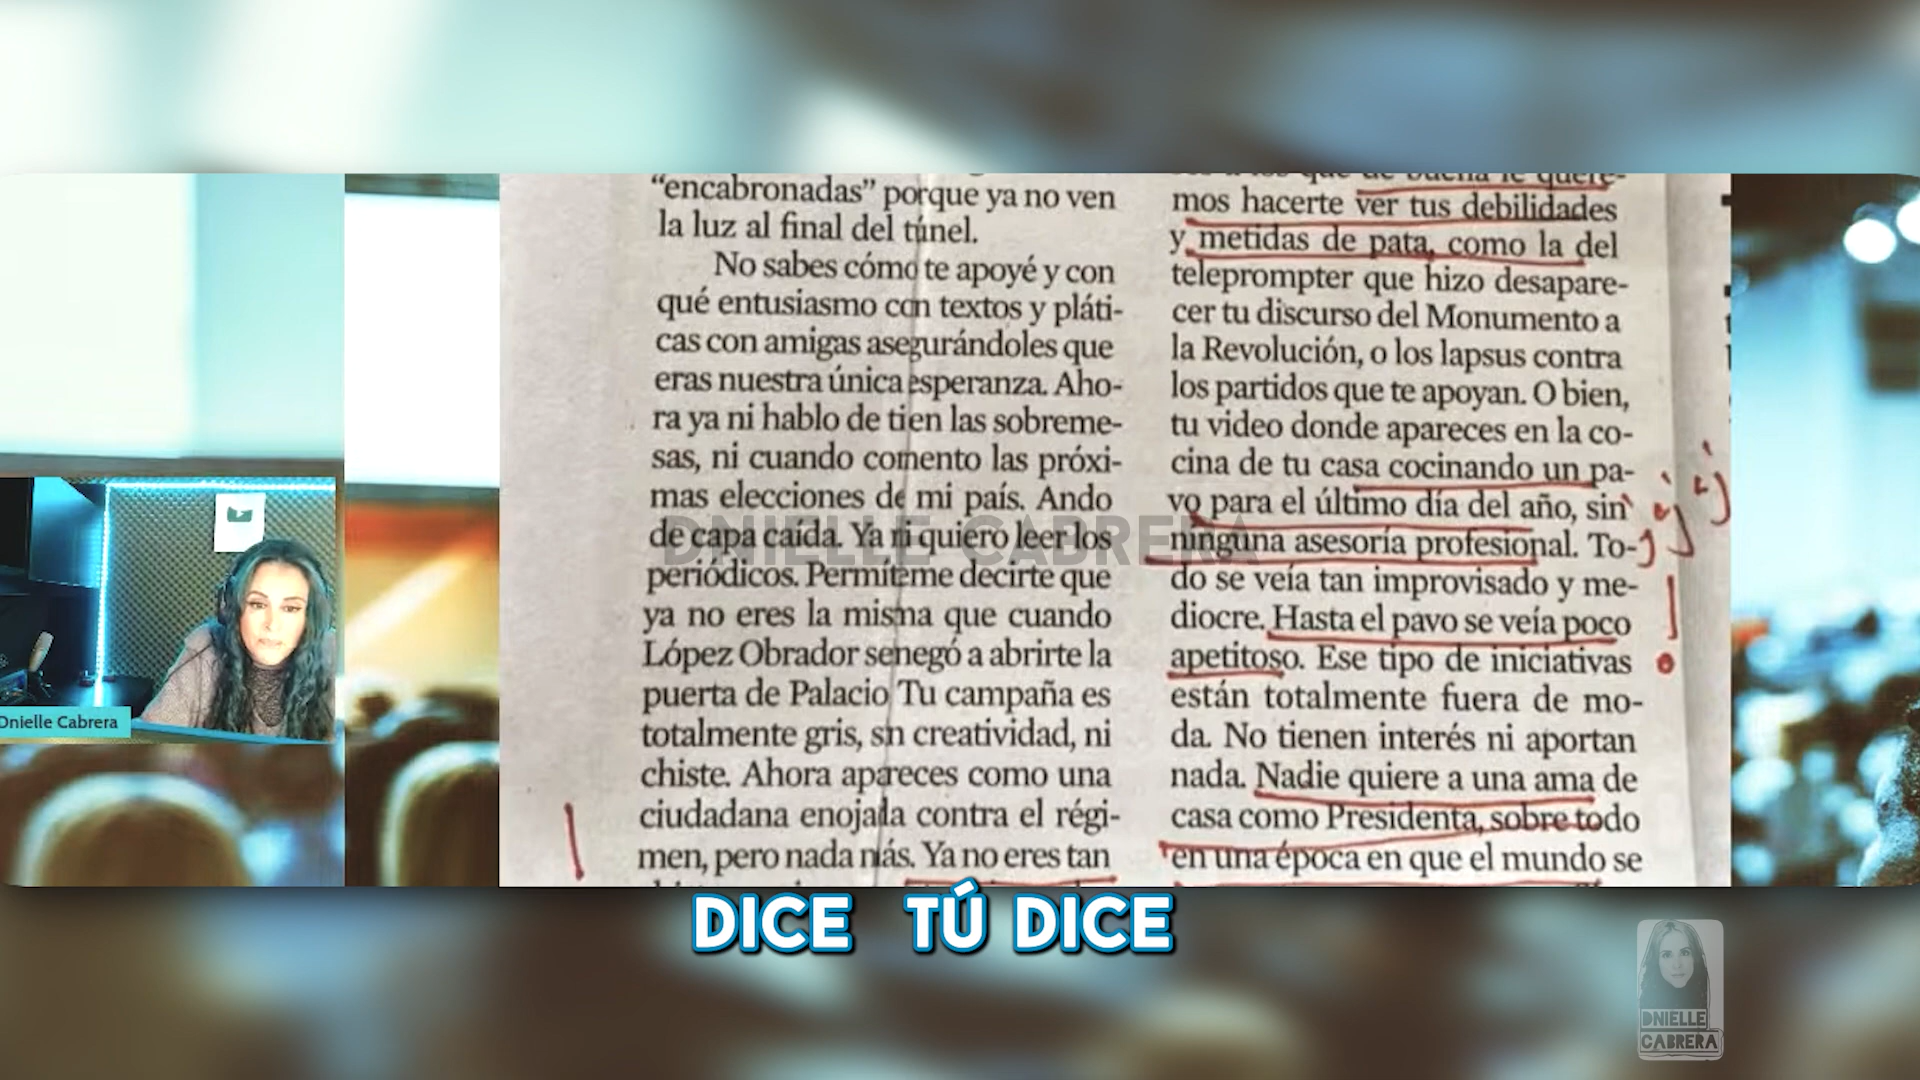 “encabronadas” porque ya no ven
la luz al final del túnel.
No sabes cómo te apoyé y con
qué entusiasmo con textos y pláti-
cas con amigas asegurándoles que
eras nuestra única esperanza. Aho-
ra ya ni hablo de ti en las sobreme-
sas, ni cuando comento las próxi-
mas elecciones de mi país. Ando
de capa caída. Ya ni quiero leer los
periódicos. Permíteme decirte que
ya no eres la misma que cuando
López Obrador se negó a abrirte la
puerta de Palacio Tu campaña es
totalmente gris, sin creatividad, ni
chiste. Ahora apareces como una
ciudadana enojada contra el régi-
men, pero nada más. Ya no eres tan
de buena fe quere-
mos hacerte ver tus debilidades
y metidas de pata, como la del
teleprompter que hizo desapare-
cer tu discurso del Monumento a
la Revolución, o los lapsus contra
los partidos que te apoyan. O bien,
tu video donde apareces en la co-
cina de tu casa cocinando un pa-
vo para el último día del año, sin
ninguna asesoría profesional. To-
do se veía tan improvisado y me-
diocre. Hasta el pavo se veía poco
apetitoso. Ese tipo de iniciativas
están totalmente fuera de mo-
da. No tienen interés ni aportan
nada. Nadie quiere a una ama de
casa como Presidenta, sobre todo
en una época en que el mundo se
DNIELLE CABRERA
Dnielle Cabrera
DICE TÚ DICE
DNIELLE
CABRERA